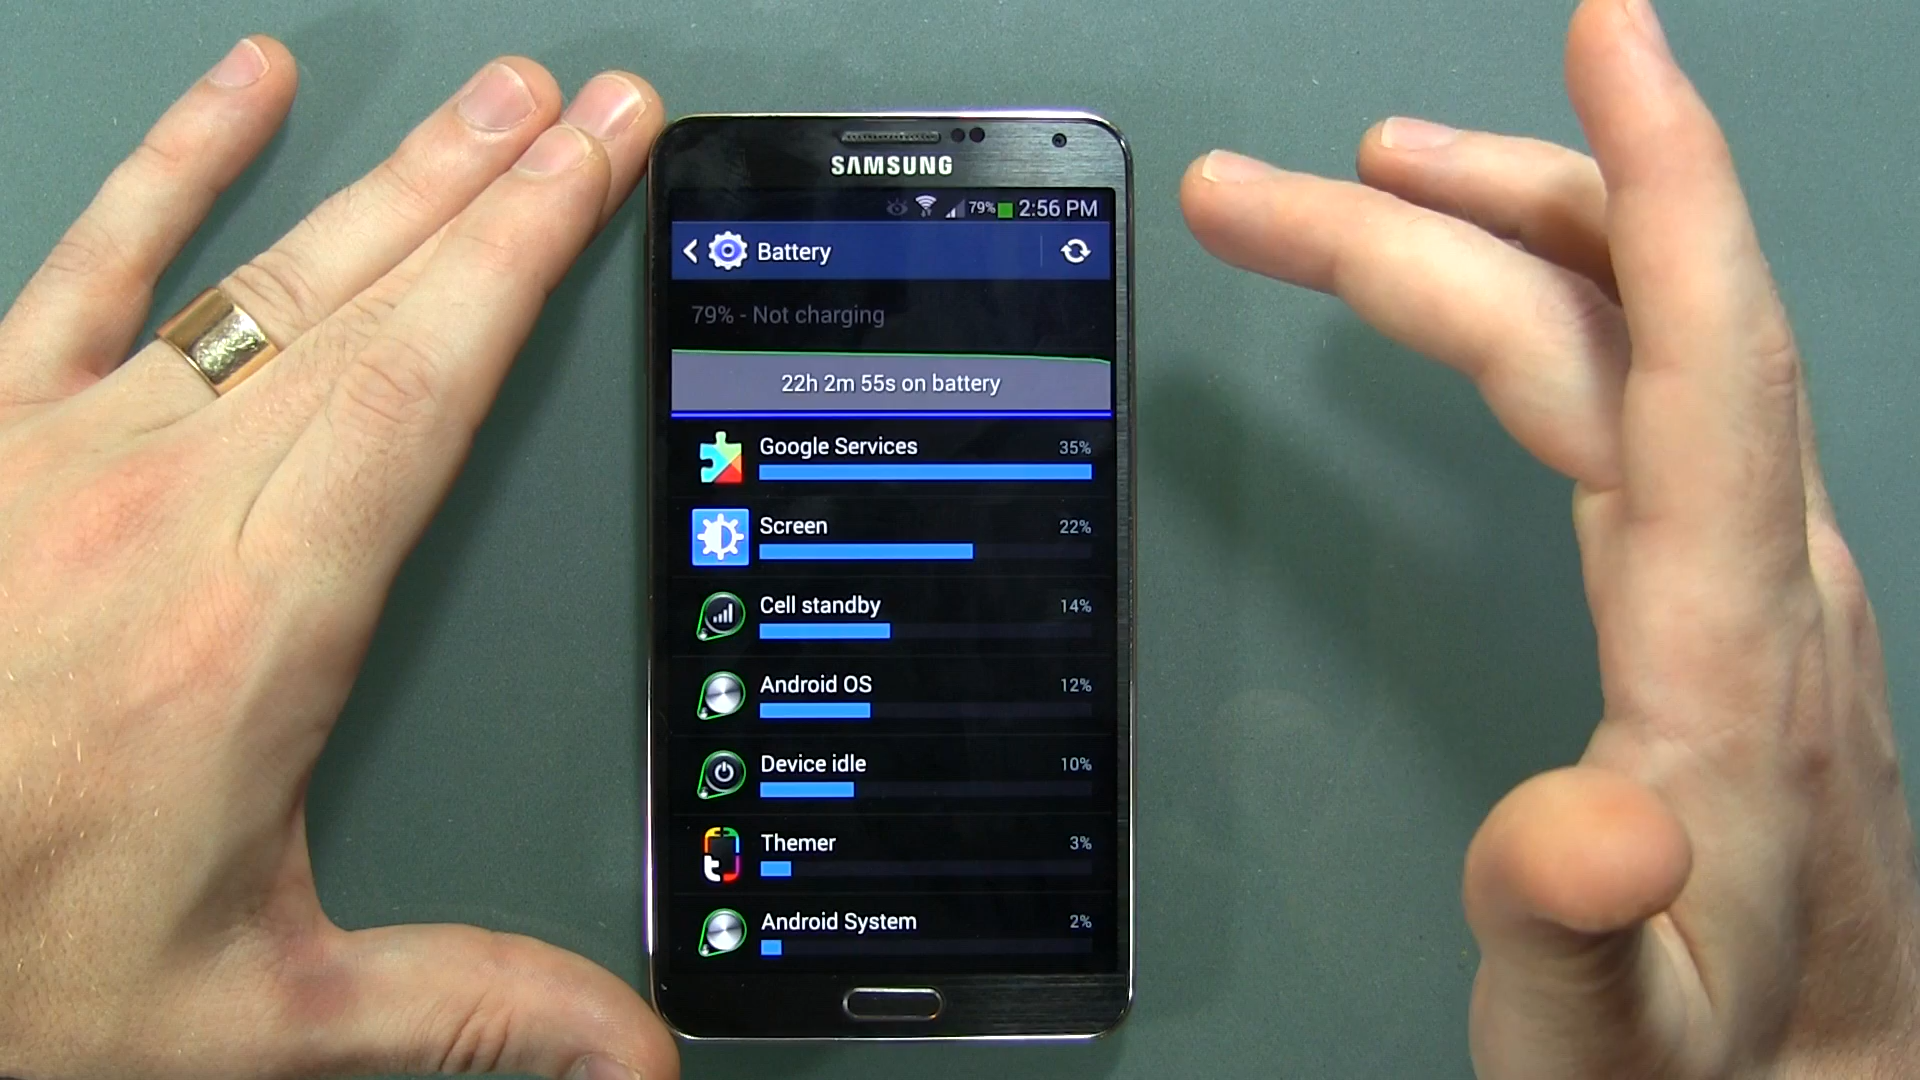 SAMSUNG
79% 2:56 PM
Battery
79% - Not charging
22h 2m 55s on battery
Google Services 35%
Screen 22%
Cell standby 14%
Android OS 12%
Device idle 10%
Themer 3%
Android System 2%